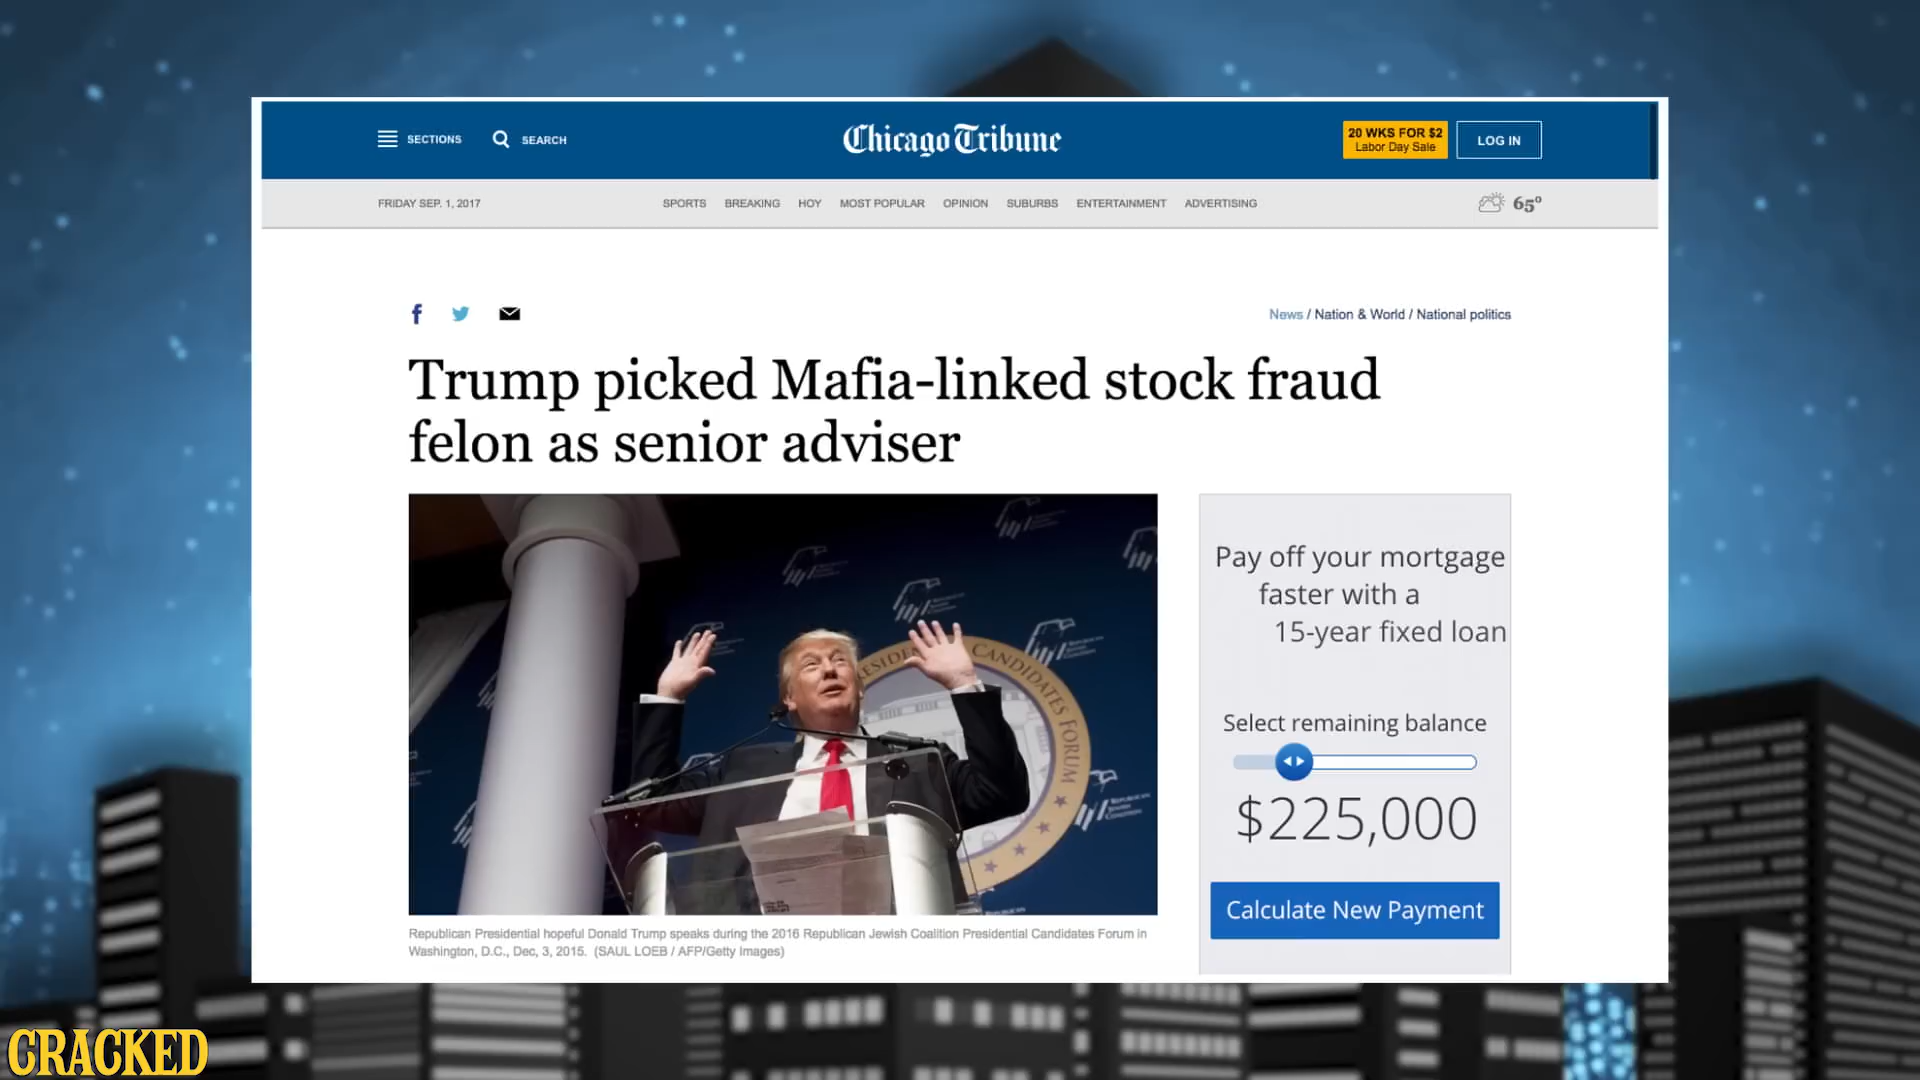 SECTIONS
SEARCH
Chicago Tribune
20 WKS FOR $2
Labor Day Sale
LOG IN
FRIDAY SEP. 1, 2017
SPORTS BREAKING HOY MOST POPULAR OPINION SUBURBS ENTERTAINMENT ADVERTISING
65°
News / Nation & World / National politics
Trump picked Mafia-linked stock fraud
felon as senior adviser
CANDIDATES FORUM
Republican Presidential hopeful Donald Trump speaks during the 2016 Republican Jewish Coalition Presidential Candidates Forum in
Washington, D.C., Dec, 3, 2015. (SAUL LOEB / AFP/Getty Images)
Pay off your mortgage
faster with a
15-year fixed loan
Select remaining balance
$225,000
Calculate New Payment
CRACKED